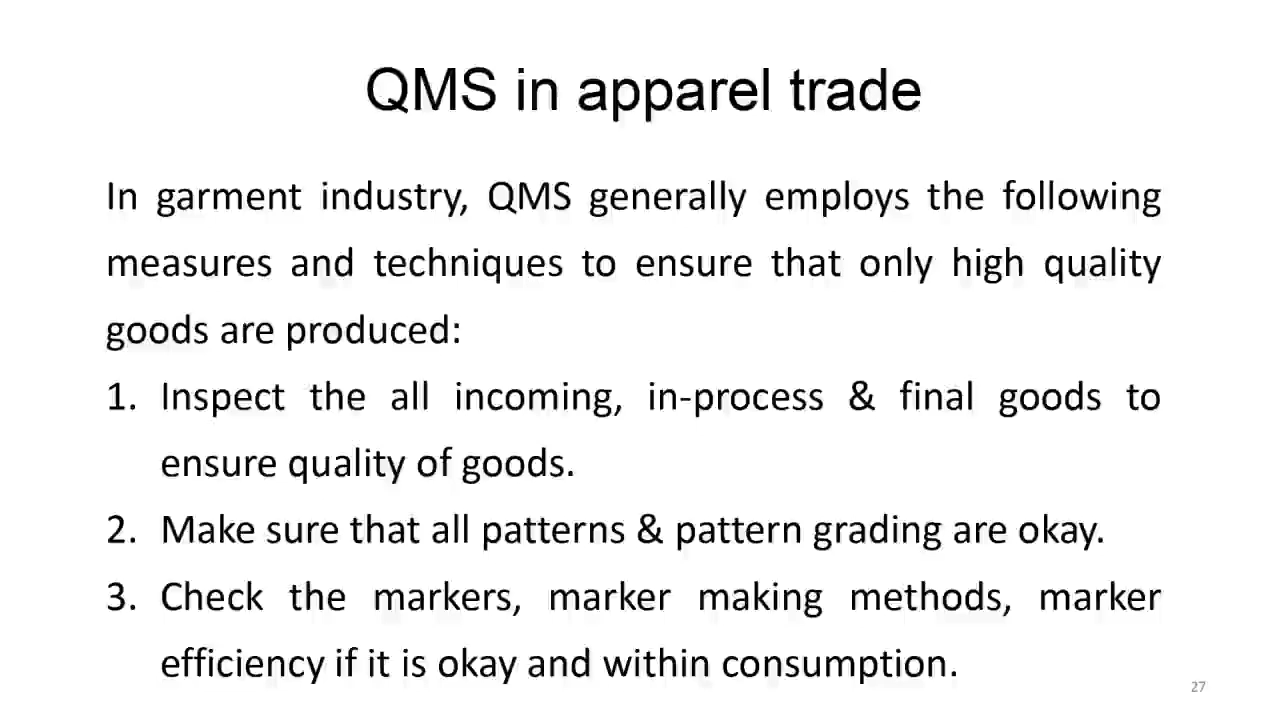 QMS in apparel trade
In garment industry, QMS generally employs the following
measures and techniques to ensure that only high quality
goods are produced:
1. Inspect the all incoming, in-process & final goods to
ensure quality of goods.
2. Make sure that all patterns & pattern grading are okay.
3. Check the markers, marker making methods, marker
efficiency if it is okay and within consumption.
27